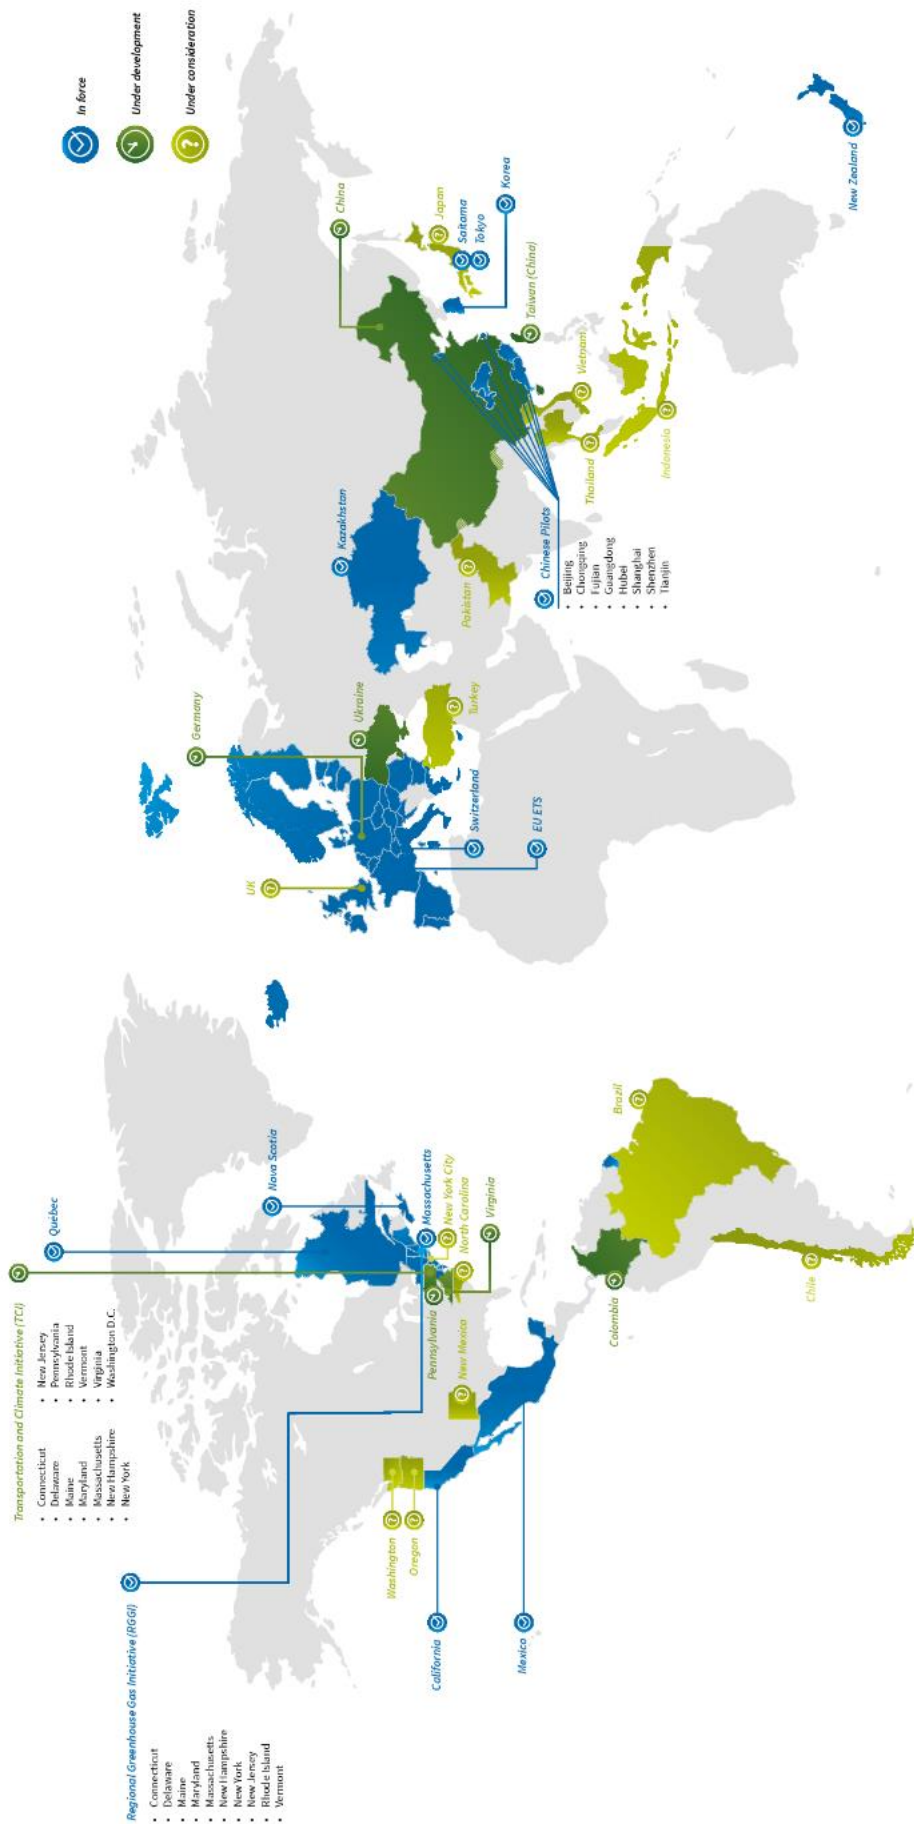 Transportation and Climate Initiative (TCI)
• Connecticut
• Delaware
• Maine
• Maryland
• Massachusetts
• New Hampshire
• New York
• New Jersey
• Pennsylvania
• Rhode Island
• Vermont
• Virginia
• Washington D.C.
Regional Greenhouse Gas Initiative (RGGI)
• Connecticut
• Delaware
• Maine
• Maryland
• Massachusetts
• New Hampshire
• New York
• New Jersey
• Rhode Island
• Vermont
Québec
Nova Scotia
Massachusetts
New York City
North Carolina
Virginia
Pennsylvania
New Mexico
Washington
Oregon
California
Mexico
Colombia
Brazil
Chile
UK
Germany
Ukraine
Turkey
Switzerland
EU ETS
Kazakhstan
Pakistan
China
Japan
Saitama
Tokyo
Korea
Taiwan (China)
Vietnam
Thailand
Indonesia
Chinese Pilots
• Beijing
• Chongqing
• Fujian
• Guangdong
• Hubei
• Shanghai
• Shenzhen
• Tianjin
New Zealand
In force
Under development
Under consideration